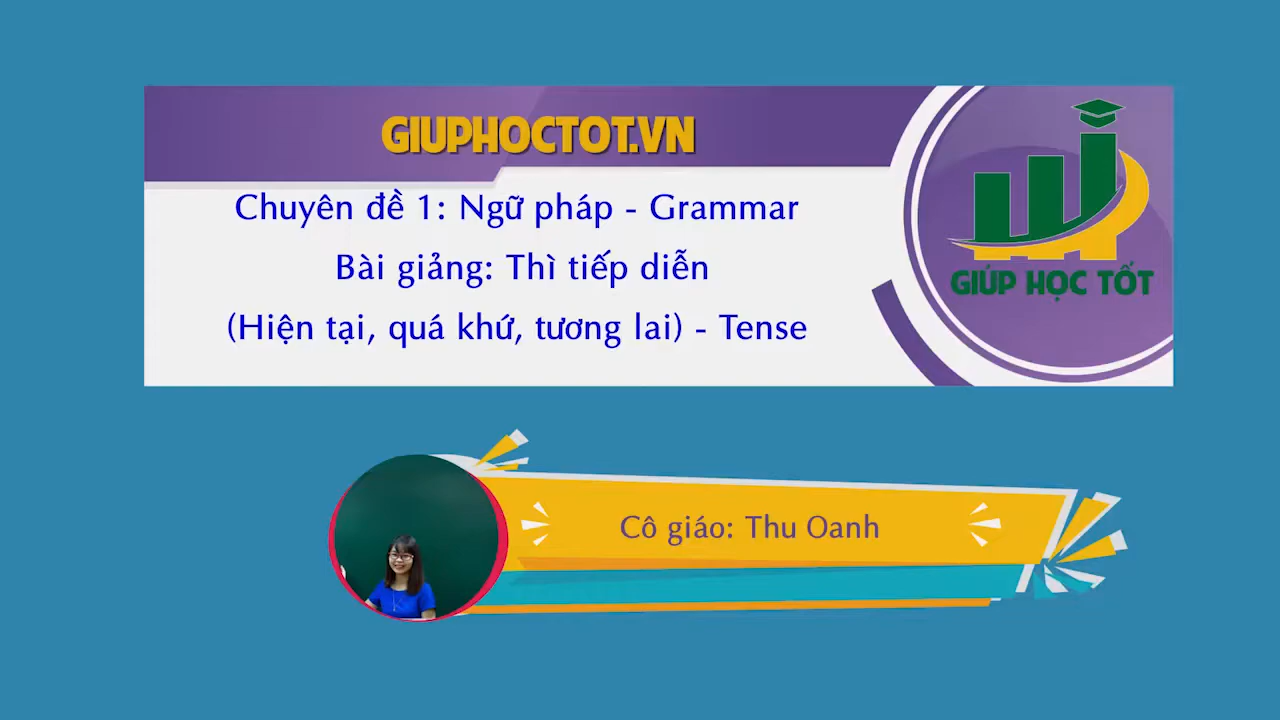 GIUPHOCTOT.VN
Chuyên đề 1: Ngữ pháp - Grammar
Bài giảng: Thì tiếp diễn
(Hiện tại, quá khứ, tương lai) - Tense
GIÚP HỌC TỐT
Cô giáo: Thu Oanh